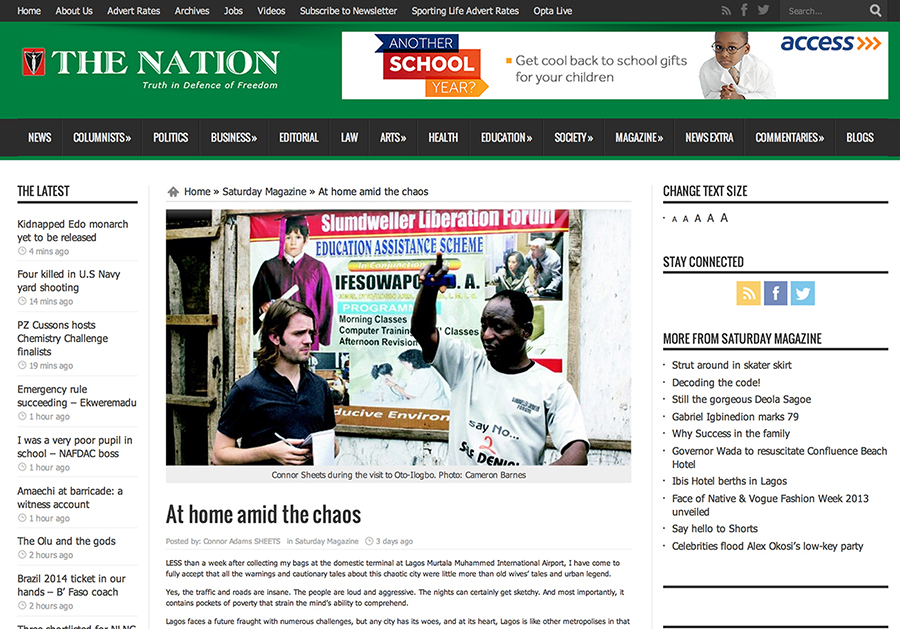 Home About Us Advert Rates Archives Jobs Videos Subscribe to Newsletter Sporting Life Advert Rates Opta Live Search...
THE NATION
Truth in Defence of Freedom
ANOTHER
SCHOOL
YEAR?
Get cool back to school gifts
for your children
access
NEWS COLUMNISTS» POLITICS BUSINESS» EDITORIAL LAW ARTS» HEALTH EDUCATION» SOCIETY» MAGAZINE» NEWS EXTRA COMMENTARIES» BLOGS
THE LATEST
Kidnapped Edo monarch
yet to be released
4 mins ago
Four killed in U.S Navy
yard shooting
14 mins ago
PZ Cussons hosts
Chemistry Challenge
finalists
19 mins ago
Emergency rule
succeeding – Ekweremadu
1 hour ago
I was a very poor pupil in
school – NAFDAC boss
1 hour ago
Amaechi at barricade: a
witness account
1 hour ago
The Olu and the gods
2 hours ago
Brazil 2014 ticket in our
hands – B’ Faso coach
2 hours ago
Three shortlisted for NLNG
Home » Saturday Magazine » At home amid the chaos
Slumdweller Liberation Forum
EDUCATION ASSISTANCE SCHEME
In Conjunction
IFESOWAPO C.D.A.
PROGRAMME
Morning Classes
Computer Training Classes
Afternoon Revision
ducive Environ
say No...
2
DENIAL
Connor Sheets during the visit to Oto-Ilogbo. Photo: Cameron Barnes
At home amid the chaos
Posted by: Connor Adams SHEETS in Saturday Magazine 3 days ago
LESS than a week after collecting my bags at the domestic terminal at Lagos Murtala Muhammed International Airport, I have come to
fully accept that all the warnings and cautionary tales about this chaotic city were little more than old wives’ tales and urban legend.
Yes, the traffic and roads are insane. The people are loud and aggressive. The nights can certainly get sketchy. And most importantly, it
contains pockets of poverty that strain the mind’s ability to comprehend.
Lagos faces a future fraught with numerous challenges, but any city has its woes, and at its heart, Lagos is like other metropolises in that
CHANGE TEXT SIZE
A A A A A
STAY CONNECTED
MORE FROM SATURDAY MAGAZINE
Strut around in skater skirt
Decoding the code!
Still the gorgeous Deola Sagoe
Gabriel Igbinedion marks 79
Why Success in the family
Governor Wada to resuscitate Confluence Beach
Hotel
Ibis Hotel berths in Lagos
Face of Native & Vogue Fashion Week 2013
unveiled
Say hello to Shorts
Celebrities flood Alex Okosi’s low-key party